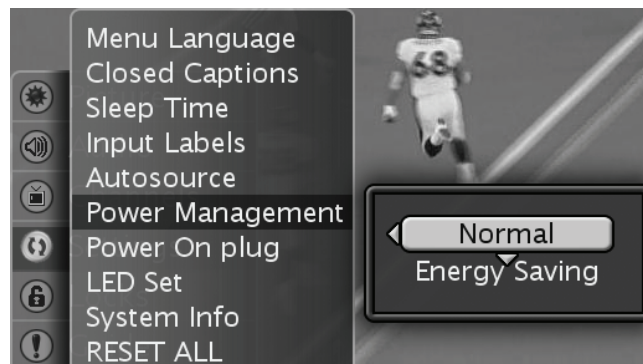 Menu Language
Closed Captions
Sleep Time
Input Labels
Autosource
Power Management
Power On plug
LED Set
System Info
RESET ALL
Normal
Energy Saving
68